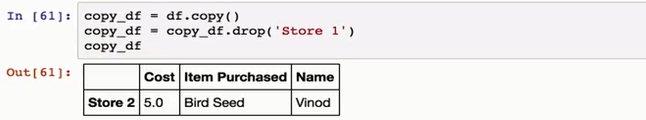 In [61]: copy_df = df.copy()
copy_df = copy_df.drop('Store 1')
copy_df
Out[61]:
Cost Item Purchased Name
Store 2 5.0 Bird Seed Vinod